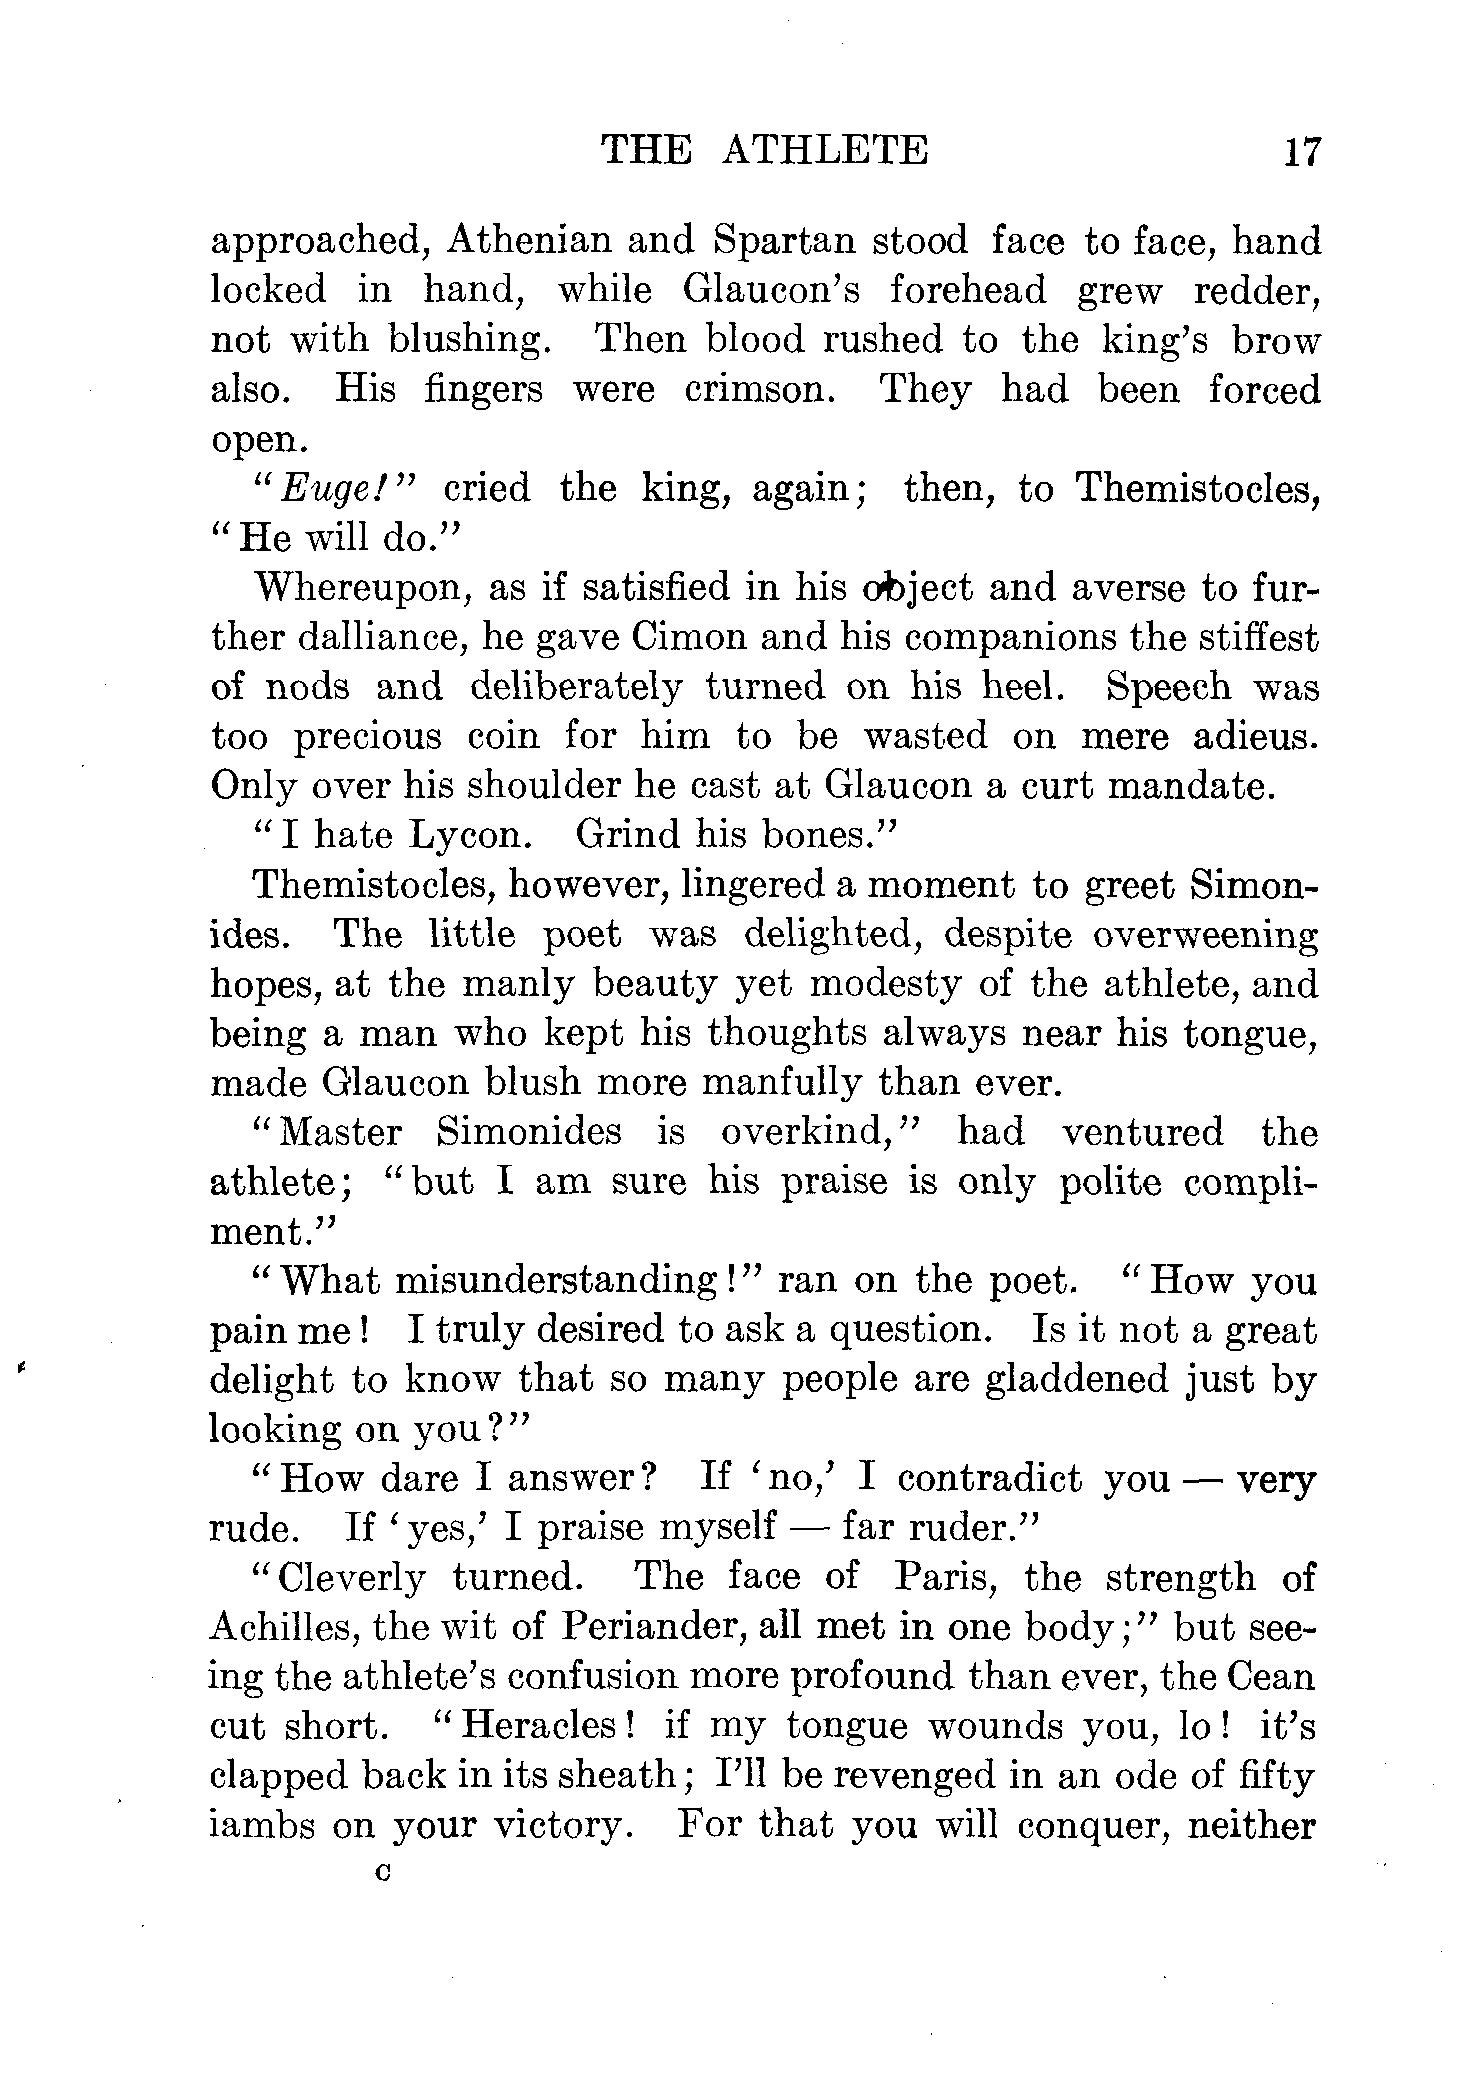 THE ATHLETE 17
approached, Athenian and Spartan stood face to face, hand
locked in hand, while Glaucon's forehead grew redder,
not with blushing. Then blood rushed to the king's brow
also. His fingers were crimson. They had been forced
open.
"Euge!" cried the king, again; then, to Themistocles,
"He will do."
Whereupon, as if satisfied in his object and averse to fur-
ther dalliance, he gave Cimon and his companions the stiffest
of nods and deliberately turned on his heel. Speech was
too precious coin for him to be wasted on mere adieus.
Only over his shoulder he cast at Glaucon a curt mandate.
"I hate Lycon. Grind his bones."
Themistocles, however, lingered a moment to greet Simon-
ides. The little poet was delighted, despite overweening
hopes, at the manly beauty yet modesty of the athlete, and
being a man who kept his thoughts always near his tongue,
made Glaucon blush more manfully than ever.
"Master Simonides is overkind," had ventured the
athlete; "but I am sure his praise is only polite compli-
ment."
"What misunderstanding!" ran on the poet. "How you
pain me! I truly desired to ask a question. Is it not a great
delight to know that so many people are gladdened just by
looking on you?"
"How dare I answer? If 'no,' I contradict you — very
rude. If 'yes,' I praise myself — far ruder."
"Cleverly turned. The face of Paris, the strength of
Achilles, the wit of Periander, all met in one body;" but see-
ing the athlete's confusion more profound than ever, the Cean
cut short. "Heracles! if my tongue wounds you, lo! it's
clapped back in its sheath; I'll be revenged in an ode of fifty
iambs on your victory. For that you will conquer, neither
C